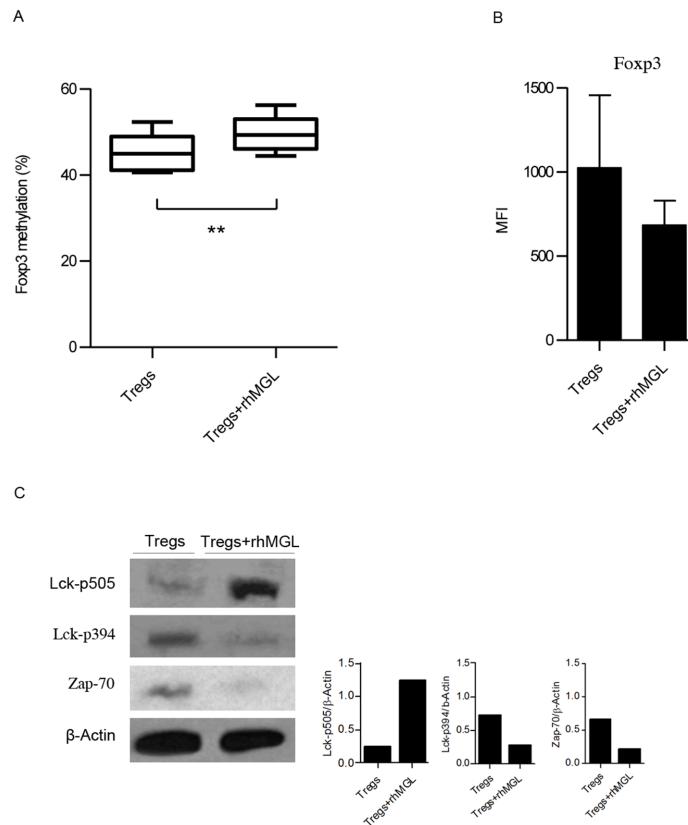 A
Foxp3 methylation (%)
60
40
20
0
**
Tregs
Tregs+rhMGL
B
Foxp3
MFI
1500
1000
500
0
Tregs
Tregs+rhMGL
C
Tregs Tregs+rhMGL
Lck-p505
Lck-p394
Zap-70
β-Actin
Lck-p505/β-Actin
1.5
1.0
0.5
0.0
Tregs
Tregs+rhMGL
Lck-p394/b-Actin
1.5
1.0
0.5
0.0
Tregs
Tregs+rhMGL
Zap-70/β-Actin
1.5
1.0
0.5
0.0
Tregs
Tregs+rhMGL